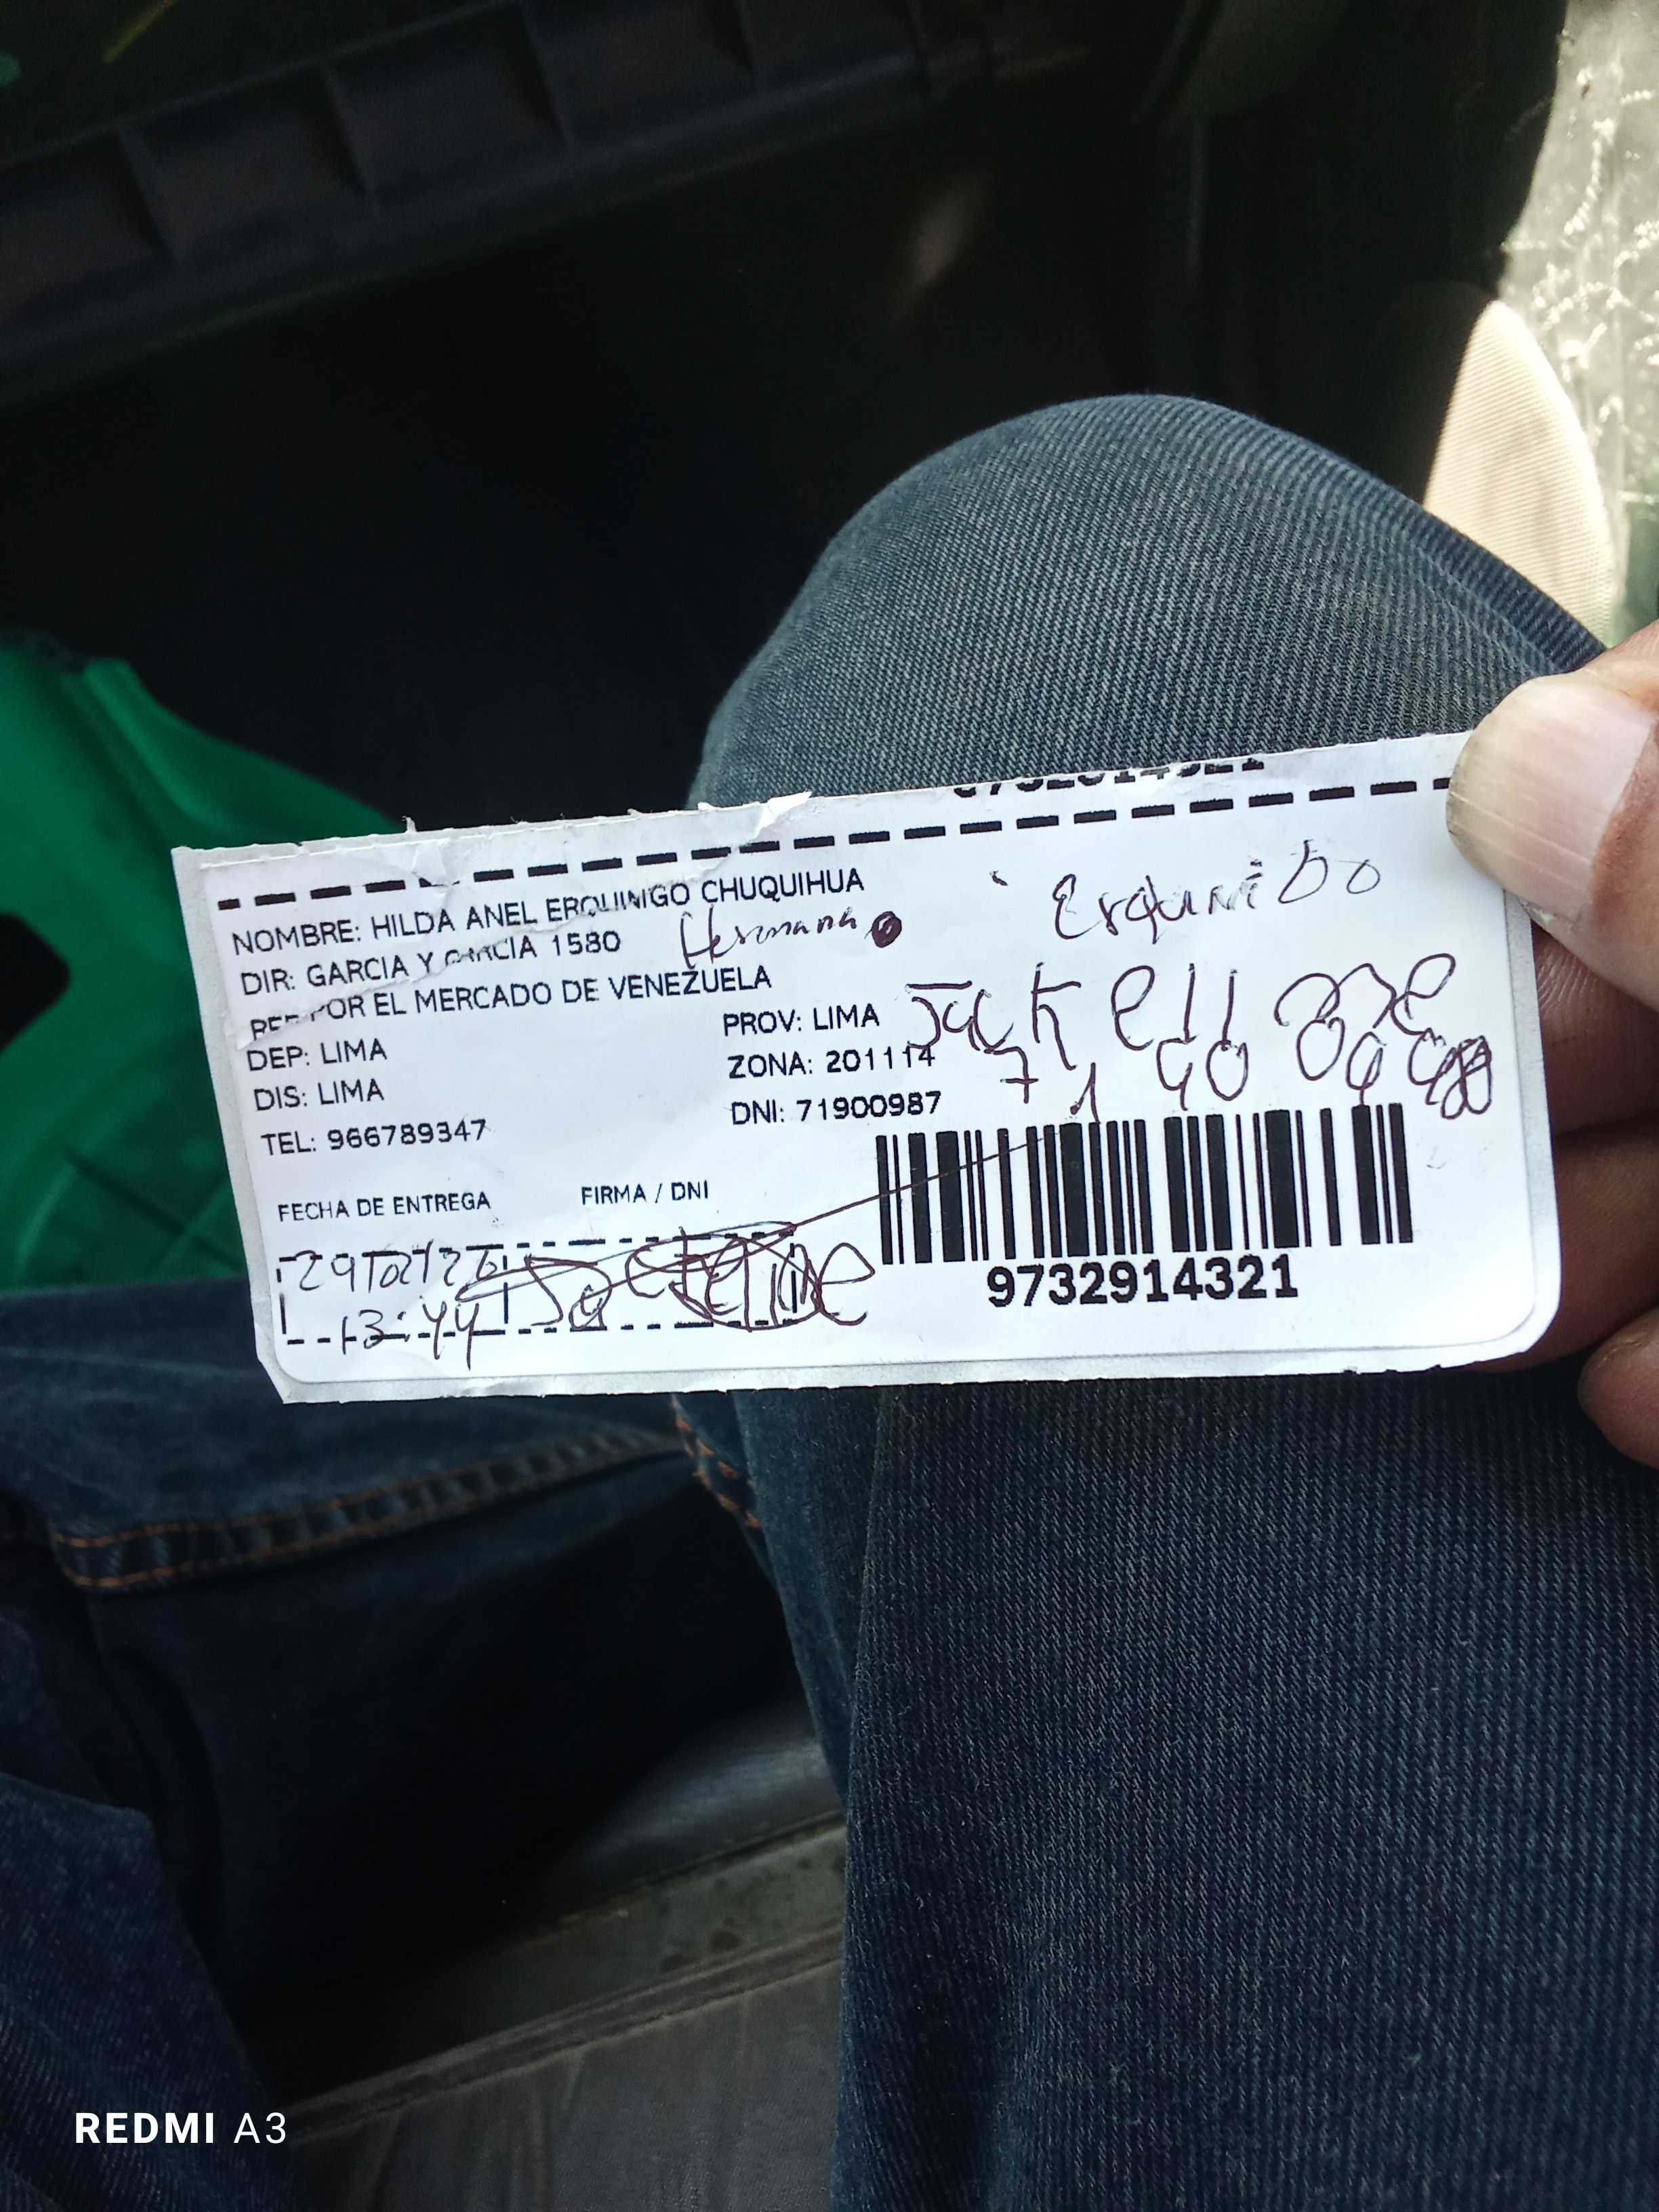 NOMBRE: HILDA ANEL ERQUINIGO CHUQUIHUA
DIR: GARCIA Y GARCIA 1580
Hermana
POR EL MERCADO DE VENEZUELA
DEP: LIMA
PROV: LIMA
DIS: LIMA
ZONA: 201114
TEL: 966789347
DNI: 71900987
Jackell
FECHA DE ENTREGA
FIRMA / DNI
13:44
9732914321
REDMI A3